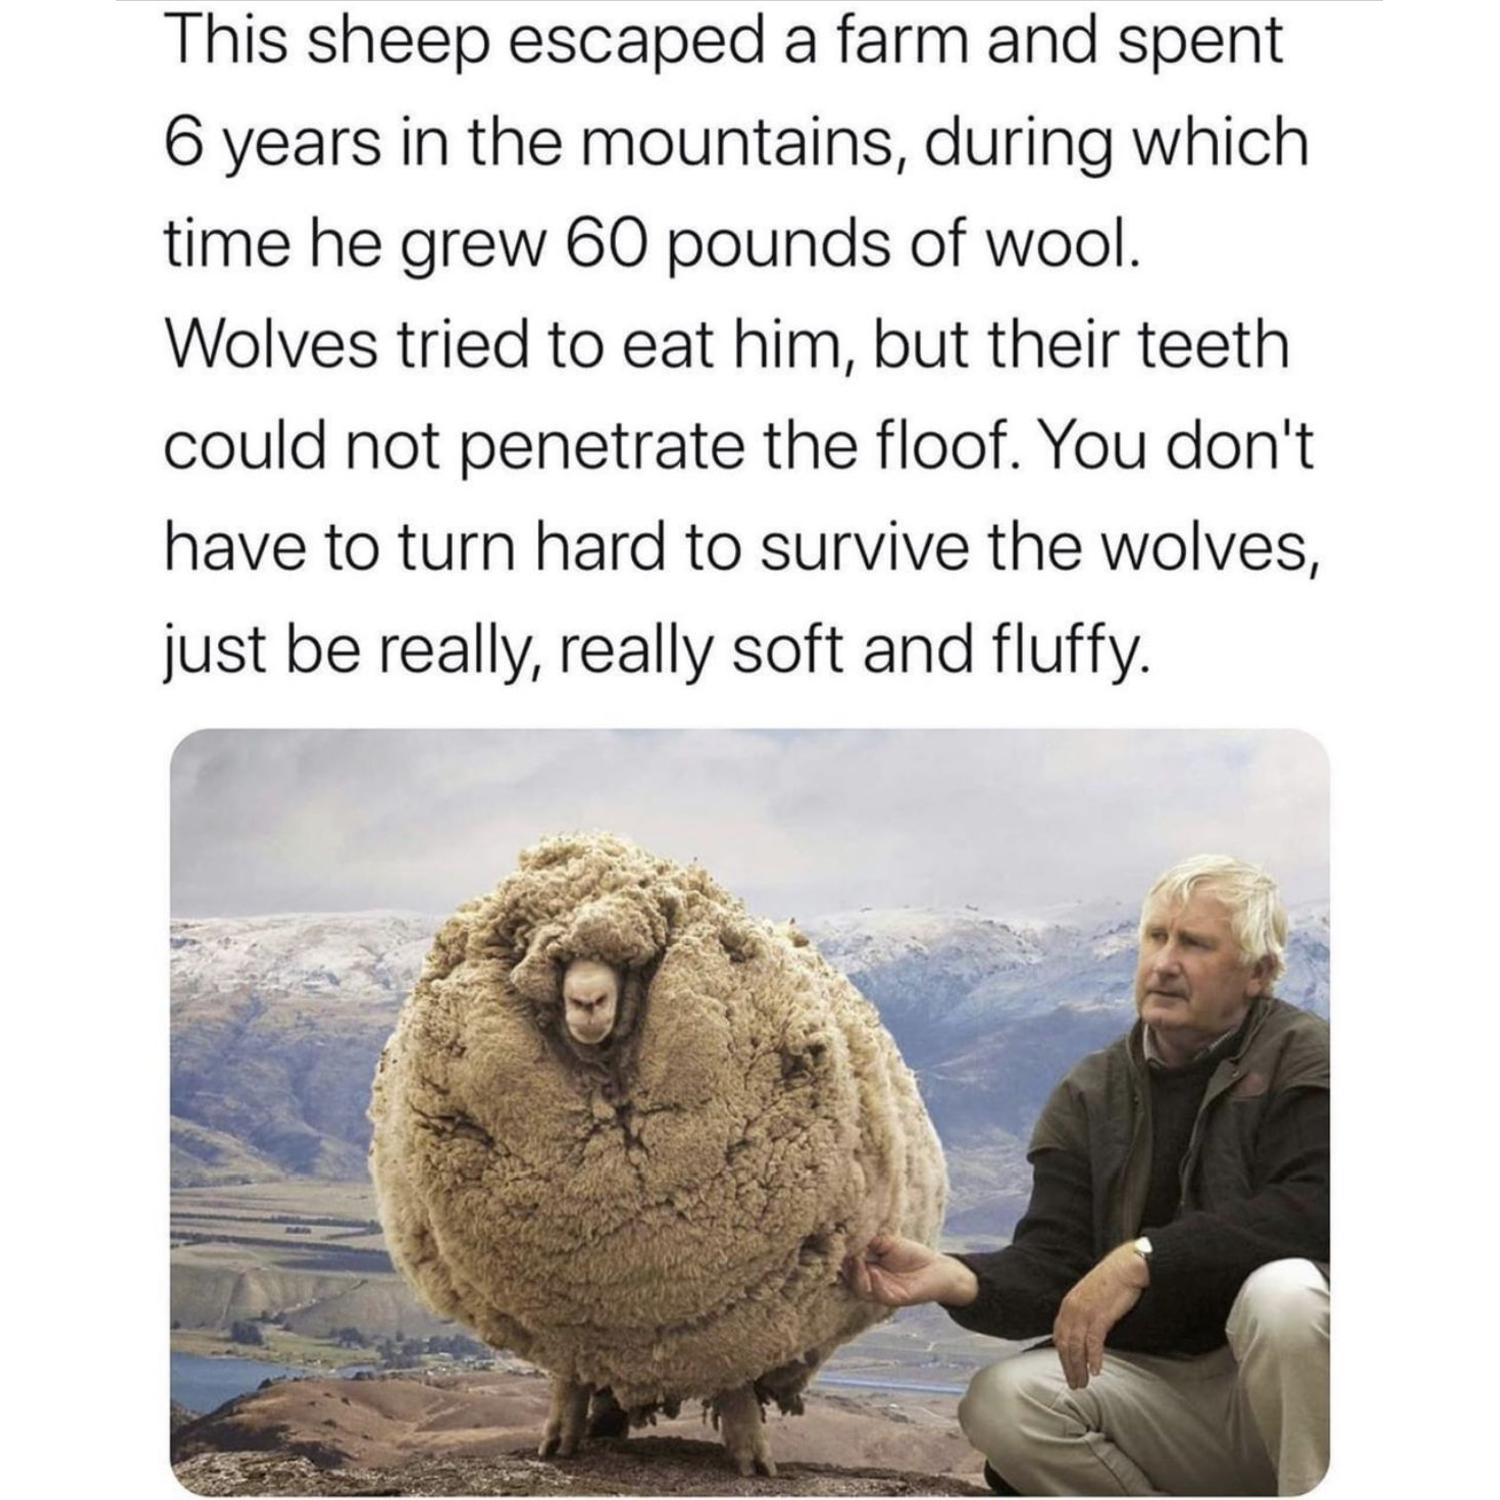 This sheep escaped a farm and spent
6 years in the mountains, during which
time he grew 60 pounds of wool.
Wolves tried to eat him, but their teeth
could not penetrate the floof. You don't
have to turn hard to survive the wolves,
just be really, really soft and fluffy.